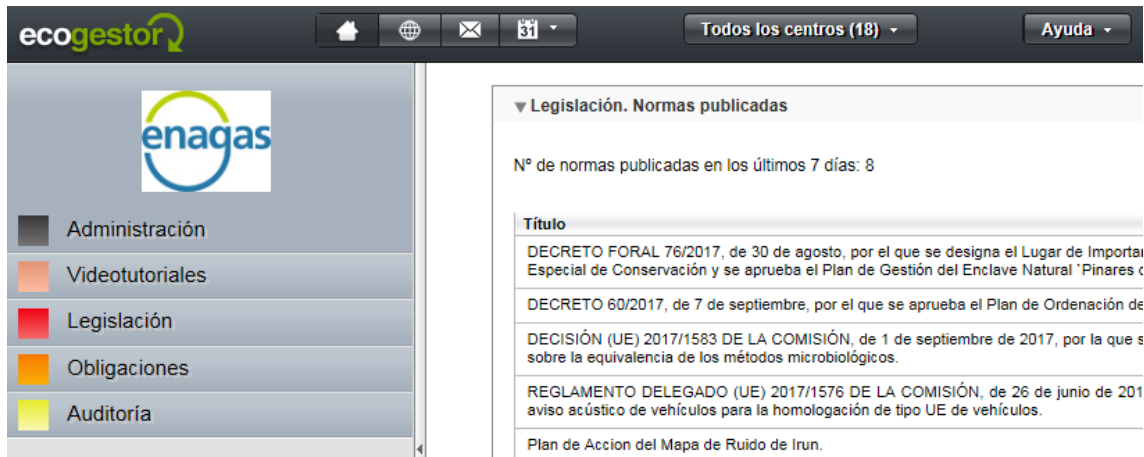 ecogestor
31
Todos los centros (18)
Ayuda
enagas
Administración
Videotutoriales
Legislación
Obligaciones
Auditoría
Legislación. Normas publicadas
Nº de normas publicadas en los últimos 7 días: 8
Título
DECRETO FORAL 76/2017, de 30 de agosto, por el que se designa el Lugar de
Especial de Conservación y se aprueba el Plan de Gestión del Enclave Natural `Pinares
DECRETO 60/2017, de 7 de septiembre, por el que se aprueba el Plan de Ordenación de
DECISIÓN (UE) 2017/1583 DE LA COMISIÓN, de 1 de septiembre de 2017, por la que
sobre la equivalencia de los métodos microbiológicos.
REGLAMENTO DELEGADO (UE) 2017/1576 DE LA COMISIÓN, de 26 de junio de
aviso acústico de vehículos para la homologación de tipo UE de vehículos.
Plan de Accion del Mapa de Ruido de Irun.